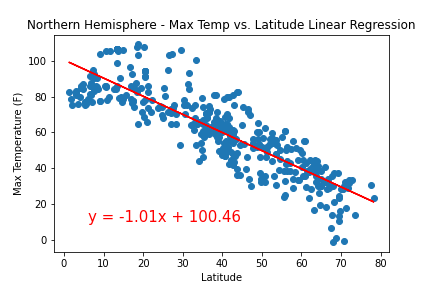 Northern Hemisphere - Max Temp vs. Latitude Linear Regression
Max Temperature (F)
100
80
60
40
20
0
y = -1.01x + 100.46
0 10 20 30 40 50 60 70 80
Latitude